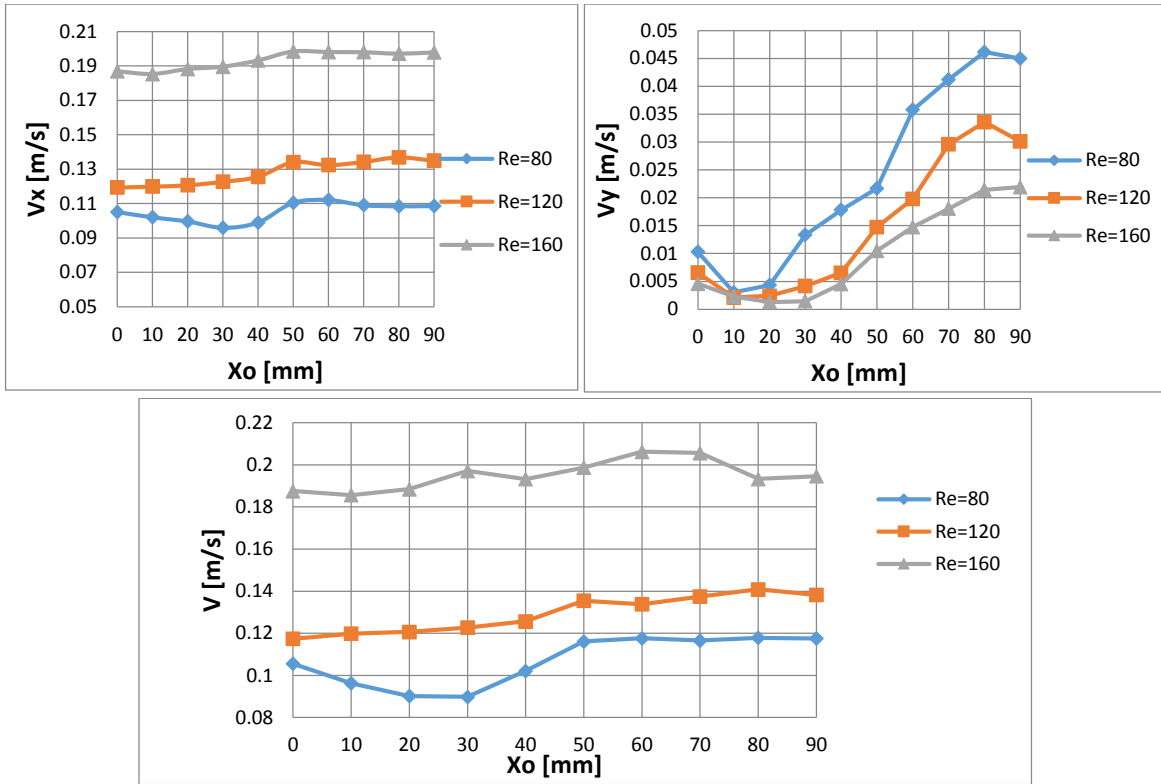 0.21
0.19
0.17
0.15
0.13
0.11
0.09
0.07
0.05
Vx [m/s]
0 10 20 30 40 50 60 70 80 90
Xo [mm]
Re=80
Re=120
Re=160
0.05
0.045
0.04
0.035
0.03
0.025
0.02
0.015
0.01
0.005
0
Vy [m/s]
0 10 20 30 40 50 60 70 80 90
Xo [mm]
Re=80
Re=120
Re=160
0.22
0.2
0.18
0.16
0.14
0.12
0.1
0.08
V [m/s]
0 10 20 30 40 50 60 70 80 90
Xo [mm]
Re=80
Re=120
Re=160